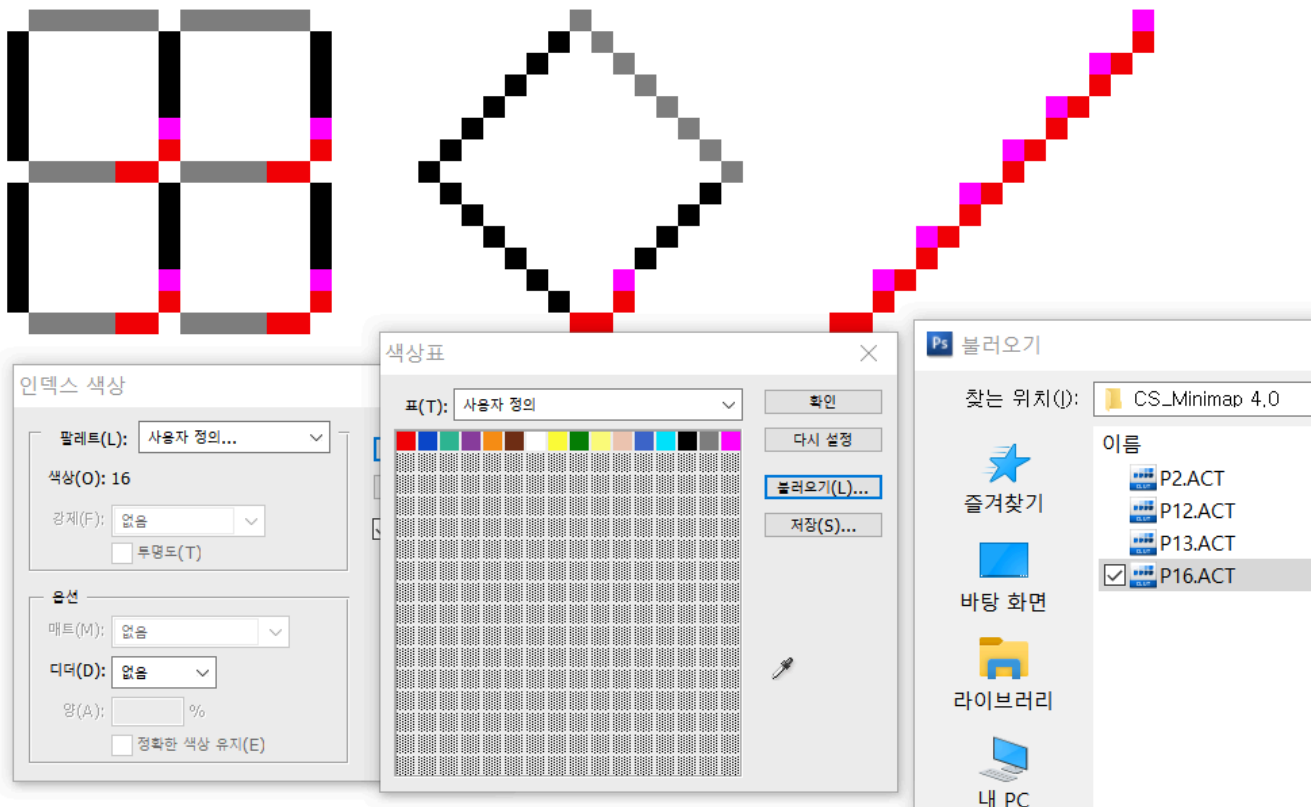 인덱스 색상
팔레트(L):
사용자 정의...
색상(O): 16
강제(F):
없음
투명도(T)
옵션
매트(M):
없음
디더(D):
없음
양(A):
%
정확한 색상 유지(E)
색상표
표(T):
사용자 정의
확인
다시 설정
불러오기(L)...
저장(S)...
Ps 불러오기
찾는 위치(I):
CS_Minimap 4.0
즐겨찾기
바탕 화면
라이브러리
내 PC
이름
P2.ACT
P12.ACT
P13.ACT
P16.ACT